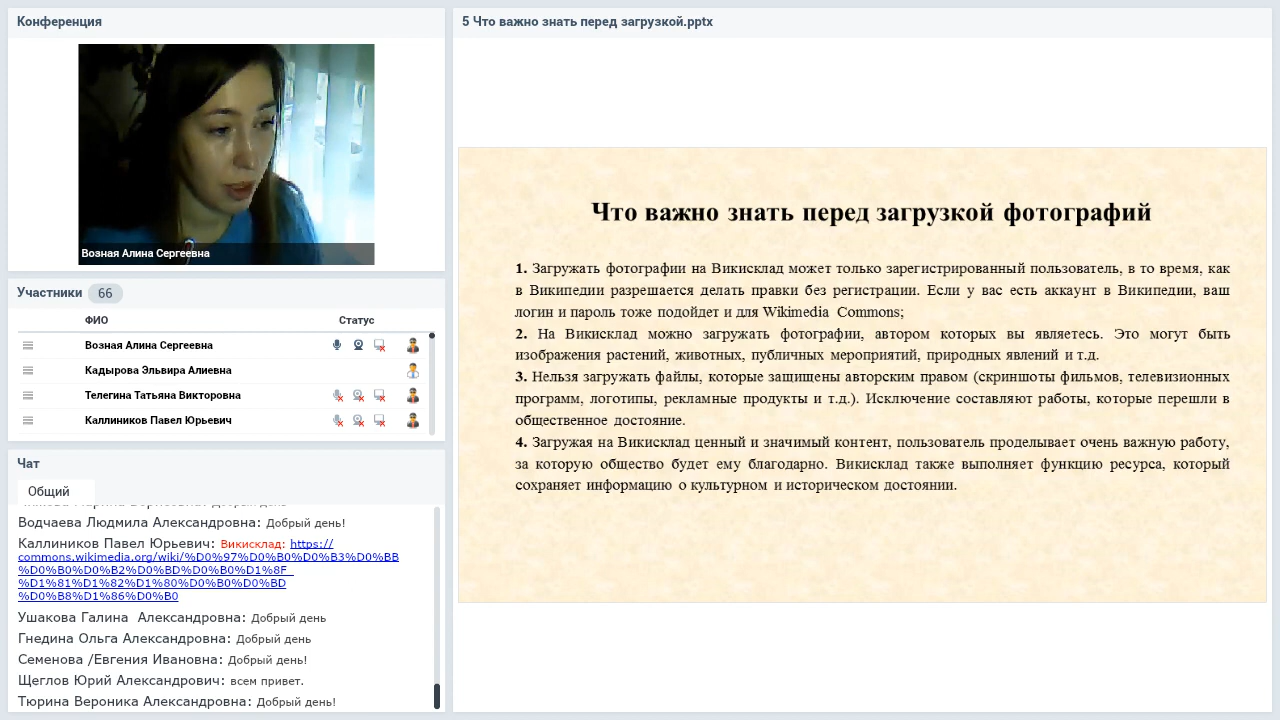 Конференция
Возная Алина Сергеевна
Участники 66
ФИО Статус
Возная Алина Сергеевна
Кадырова Эльвира Алиевна
Телегина Татьяна Викторовна
Каллиников Павел Юрьевич
Чат
Общий
Водчаева Людмила Александровна: Добрый день!
Каллиников Павел Юрьевич: Викисклад: https://
commons.wikimedia.org/wiki/%D0%97%D0%B0%D0%B3%D0%BB
%D0%B0%D0%B2%D0%BD%D0%B0%D1%8F_
%D1%81%D1%82%D1%80%D0%B0%D0%BD
%D0%B8%D1%86%D0%B0
Ушакова Галина Александровна: Добрый день
Гнедина Ольга Александровна: Добрый день
Семенова /Евгения Ивановна: Добрый день!
Щеглов Юрий Александрович: всем привет.
Тюрина Вероника Александровна: Добрый день!
5 Что важно знать перед загрузкой.pptx
Что важно знать перед загрузкой фотографий
1. Загружать фотографии на Викисклад может только зарегистрированный пользователь, в то время, как
в Википедии разрешается делать правки без регистрации. Если у вас есть аккаунт в Википедии, ваш
логин и пароль тоже подойдет и для Wikimedia Commons;
2. На Викисклад можно загружать фотографии, автором которых вы являетесь. Это могут быть
изображения растений, животных, публичных мероприятий, природных явлений и т.д.
3. Нельзя загружать файлы, которые защищены авторским правом (скриншоты фильмов, телевизионных
программ, логотипы, рекламные продукты и т.д.). Исключение составляют работы, которые перешли в
общественное достояние.
4. Загружая на Викисклад ценный и значимый контент, пользователь проделывает очень важную работу,
за которую общество будет ему благодарно. Викисклад также выполняет функцию ресурса, который
сохраняет информацию о культурном и историческом достоянии.